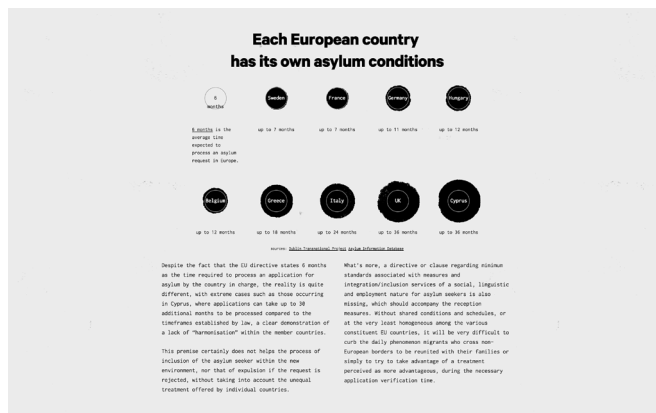 Each European country
has its own asylum conditions
6
months
Sweden
France
Germany
Hungary
6 months is the
average time
expected to
process an asylum
request in Europe.
up to 7 months
up to 7 months
up to 11 months
up to 12 months
Belgium
Greece
Italy
UK
Cyprus
up to 12 months
up to 18 months
up to 24 months
up to 36 months
up to 36 months
sources: Dublin Transnational Project Asylum Information Database
Despite the fact that the EU directive states 6 months
as the time required to process an application for
asylum by the country in charge, the reality is quite
different, with extreme cases such as those occurring
in Cyprus, where applications can take up to 30
additional months to be processed compared to the
timeframes established by law, a clear demonstration of
a lack of “harmonisation” within the member countries.
This premise certainly does not helps the process of
inclusion of the asylum seeker within the new
environment, nor that of expulsion if the request is
rejected, without taking into account the unequal
treatment offered by individual countries.
What's more, a directive or clause regarding minimum
standards associated with measures and
integration/inclusion services of a social, linguistic
and employment nature for asylum seekers is also
missing, which should accompany the reception
measures. Without shared conditions and schedules, or
at the very least homogeneous among the various
constituent EU countries, it will be very difficult to
curb the daily phenomenon migrants who cross non-
European borders to be reunited with their families or
simply to try to take advantage of a treatment
perceived as more advantageous, during the necessary
application verification time.